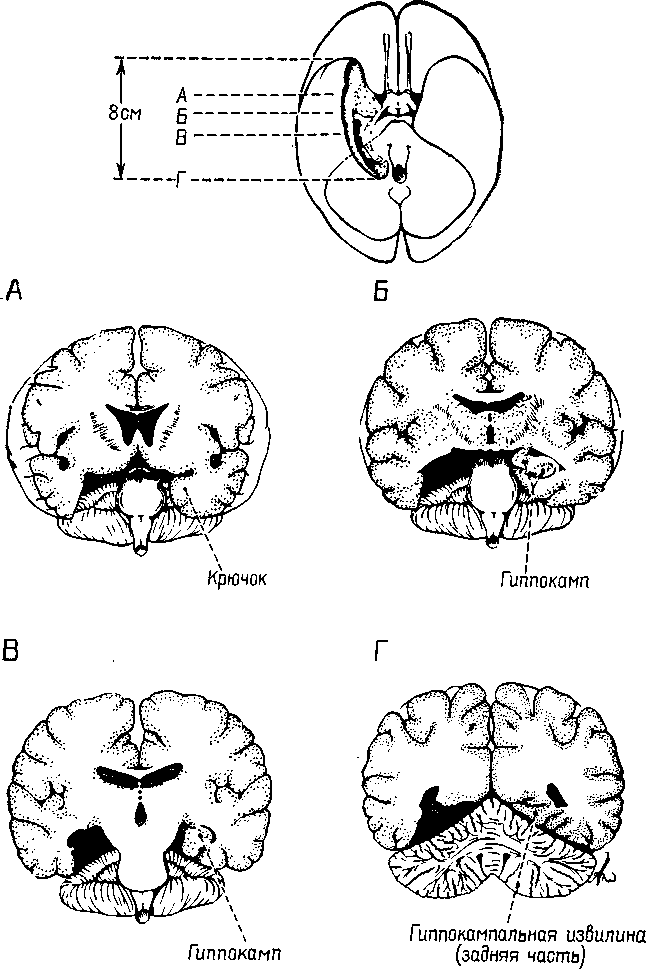 8см
А
Б
В
Г
А
Б
Крючок
Гиппокамп
В
Г
Гиппокамп
Гиппокампальная извилина
(задняя часть)